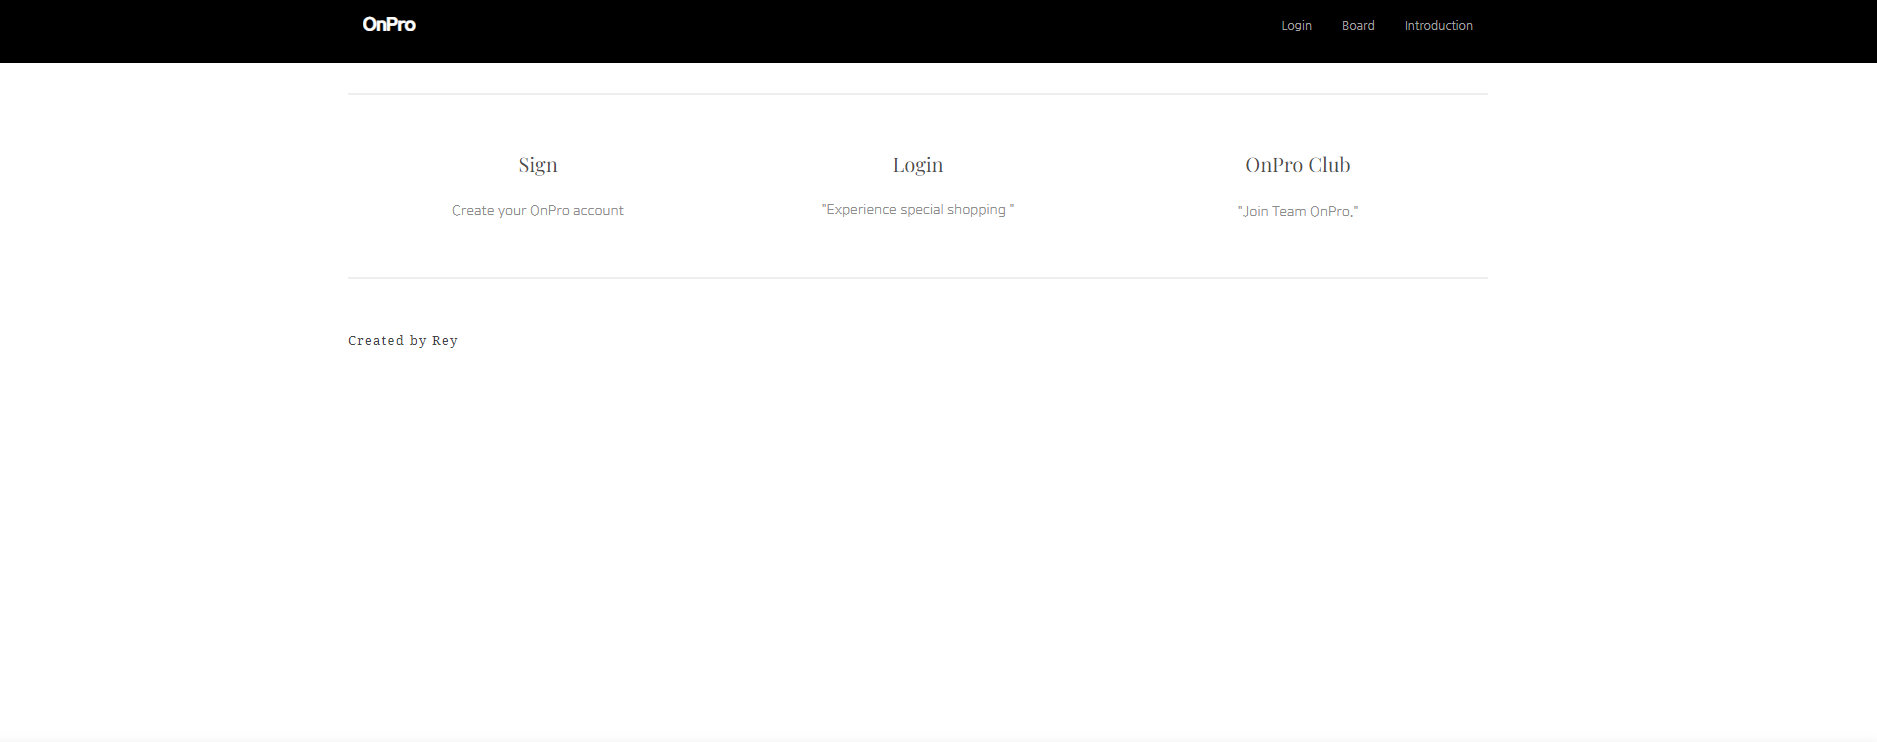 OnPro
Login Board Introduction
Sign
Create your OnPro account
Login
"Experience special shopping "
OnPro Club
"Join Team OnPro."
Created by Rey